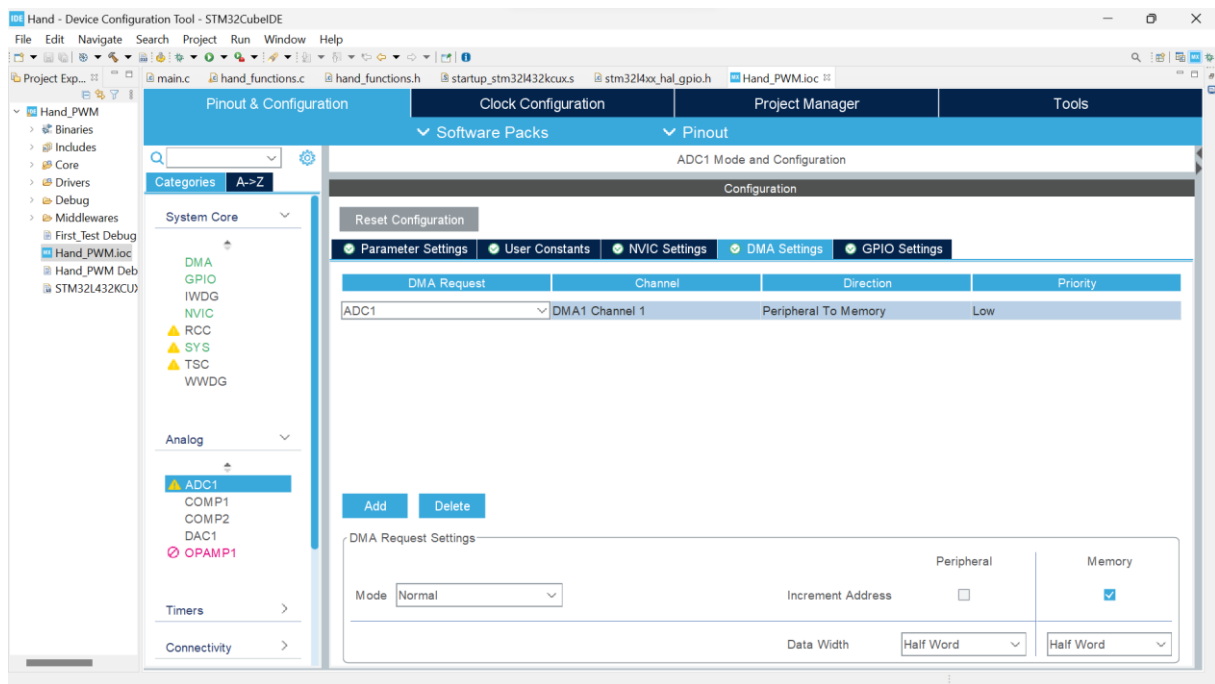 IDE Hand - Device Configuration Tool - STM32CubeIDE
File Edit Navigate Search Project Run Window Help
Project Exp... main.c hand_functions.c hand_functions.h startup_stm32l432kcux.s stm32l4xx_hal_gpio.h Hand_PWM.ioc
Hand_PWM
Binaries
Includes
Core
Drivers
Debug
Middlewares
First_Test Debug
Hand_PWM.ioc
Hand_PWM Deb
STM32L432KCUX
Pinout & Configuration Clock Configuration Project Manager Tools
Software Packs Pinout
Categories A->Z
System Core
DMA
GPIO
IWDG
NVIC
RCC
SYS
TSC
WWDG
Analog
ADC1
COMP1
COMP2
DAC1
OPAMP1
Timers
Connectivity
ADC1 Mode and Configuration
Configuration
Reset Configuration
Parameter Settings User Constants NVIC Settings DMA Settings GPIO Settings
DMA Request Channel Direction Priority
ADC1 DMA1 Channel 1 Peripheral To Memory Low
Add Delete
DMA Request Settings
Peripheral Memory
Mode Normal Increment Address
Data Width Half Word Half Word